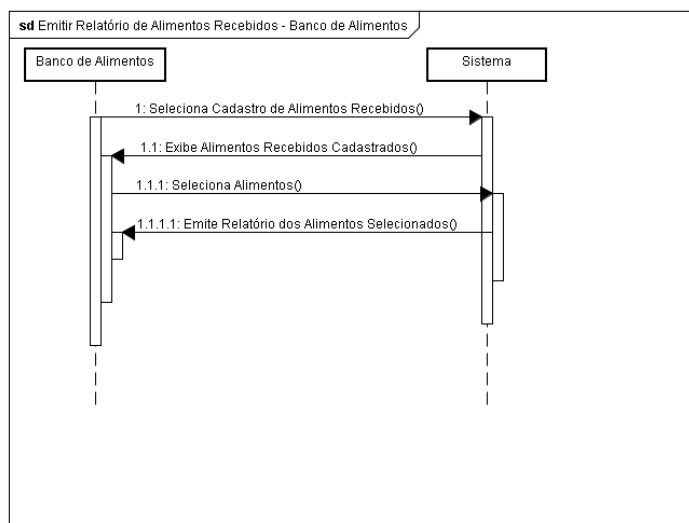 sd Emitir Relatório de Alimentos Recebidos - Banco de Alimentos
Banco de Alimentos
Sistema
1: Seleciona Cadastro de Alimentos Recebidos()
1.1: Exibe Alimentos Recebidos Cadastrados()
1.1.1: Seleciona Alimentos()
1.1.1.1: Emite Relatório dos Alimentos Selecionados()